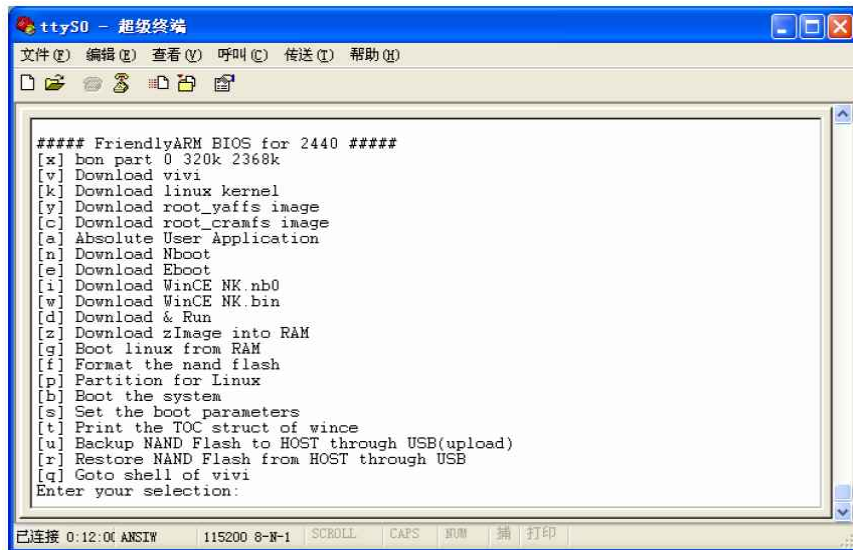 ttyS0 - 超级终端
文件(F) 编辑(E) 查看(V) 呼叫(C) 传送(T) 帮助(H)
##### FriendlyARM BIOS for 2440 #####
[x] bon part 0 320k 2368k
[v] Download vivi
[k] Download linux kernel
[y] Download root_yaffs image
[c] Download root_cramfs image
[a] Absolute User Application
[n] Download Nboot
[e] Download Eboot
[i] Download WinCE NK.nb0
[w] Download WinCE NK.bin
[d] Download & Run
[z] Download zImage into RAM
[g] Boot linux from RAM
[f] Format the nand flash
[p] Partition for Linux
[b] Boot the system
[s] Set the boot parameters
[t] Print the TOC struct of wince
[u] Backup NAND Flash to HOST through USB(upload)
[r] Restore NAND Flash from HOST through USB
[q] Goto shell of vivi
Enter your selection:
已连接 0:12:0 ANSIW 115200 8-N-1 SCROLL CAPS NUM 捕 打印